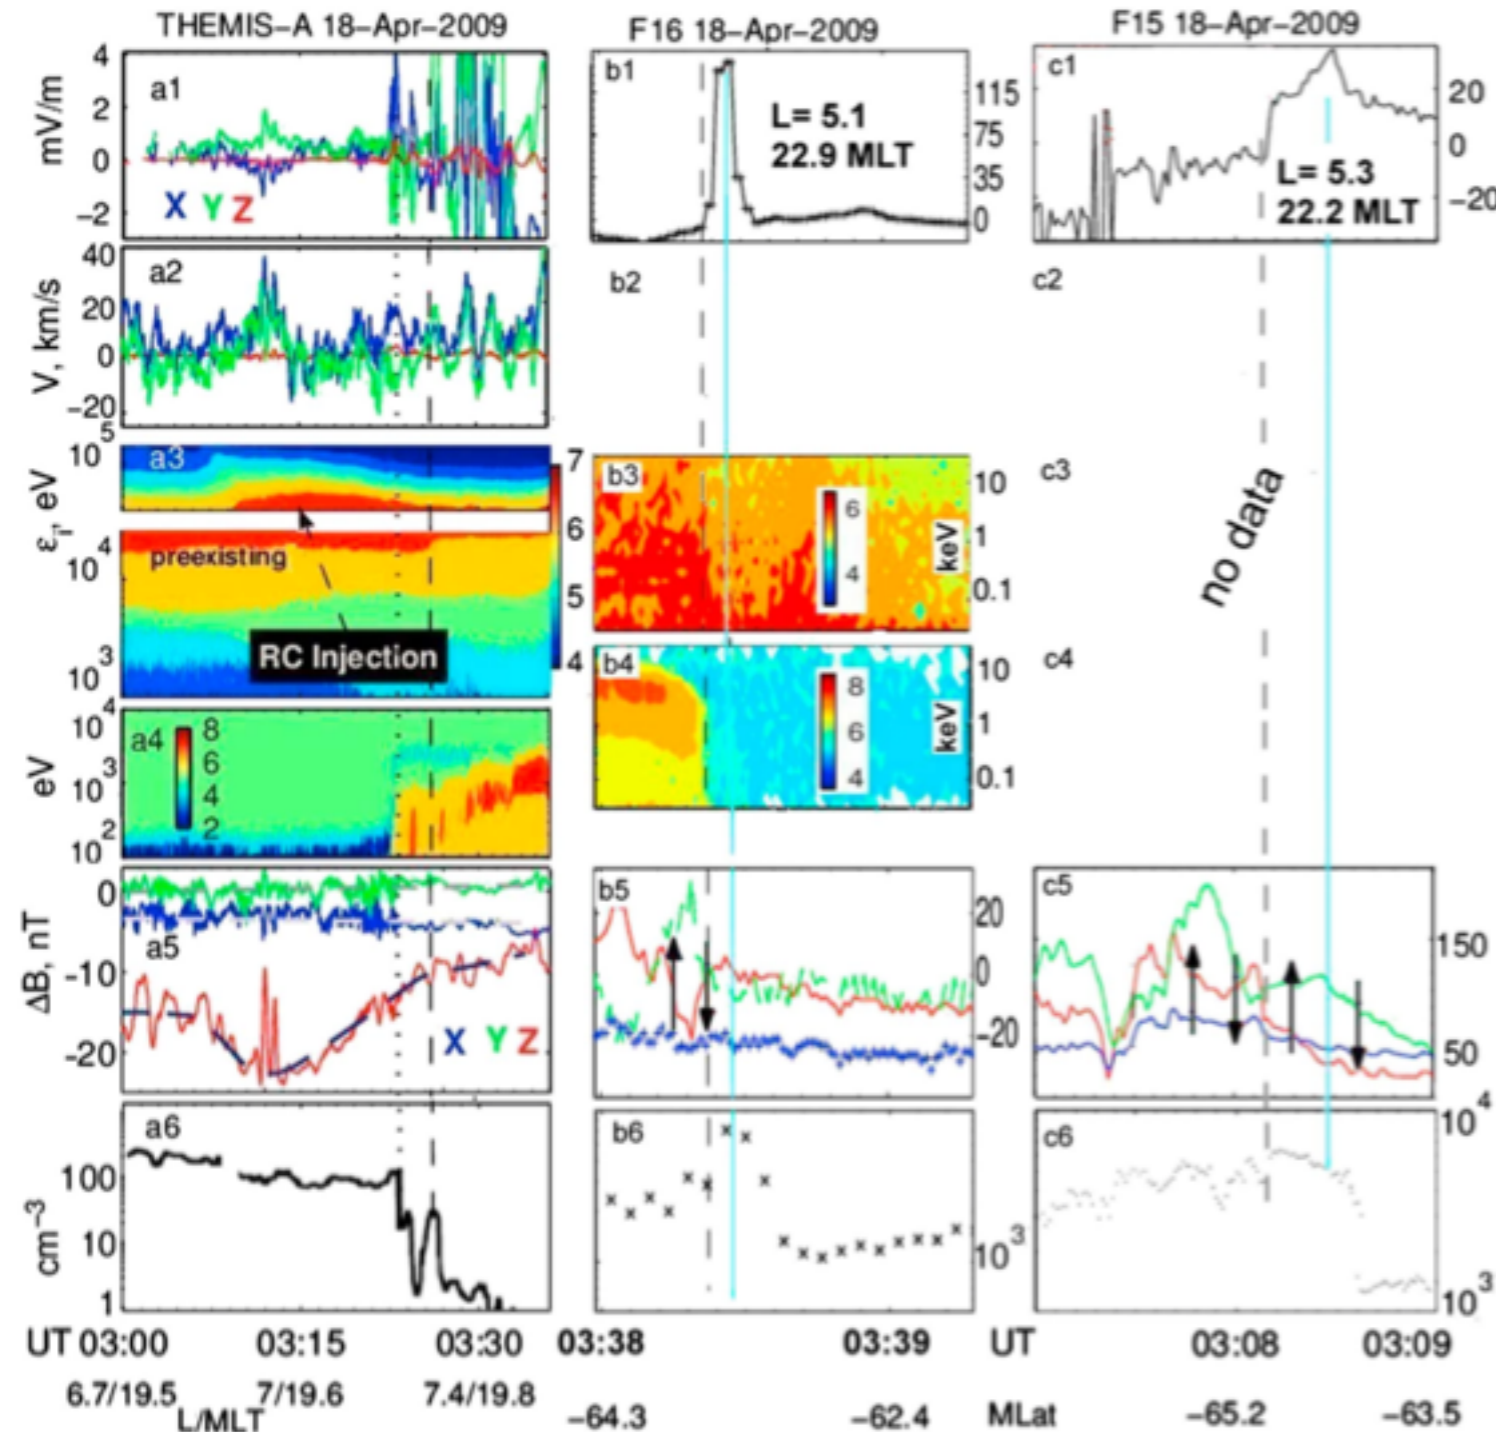 THEMIS–A 18–Apr–2009
F16 18–Apr–2009
F15 18–Apr–2009
mV/m
4
2
0
−2
a1
X Y Z
b1
L= 5.1
22.9 MLT
115
75
35
0
c1
L= 5.3
22.2 MLT
20
0
−20
V, km/s
40
20
0
−20
a2
b2
c2
εi, eV
10^5
10^4
10^3
a3
preexisting
RC Injection
7
6
5
4
b3
6
4
keV
10
1
0.1
c3
no data
b4
8
6
4
keV
10
1
0.1
c4
eV
10^4
10^3
10^2
a4
8
6
4
2
ΔB, nT
0
-10
−20
a5
X Y Z
b5
20
0
−20
c5
150
50
cm−3
100
10
1
a6
b6
10^3
c6
10^4
10^3
UT 03:00 03:15 03:30 03:38 03:39 UT 03:08 03:09
6.7/19.5 7/19.6 7.4/19.8
L/MLT
−64.3 −62.4 MLat −65.2 −63.5